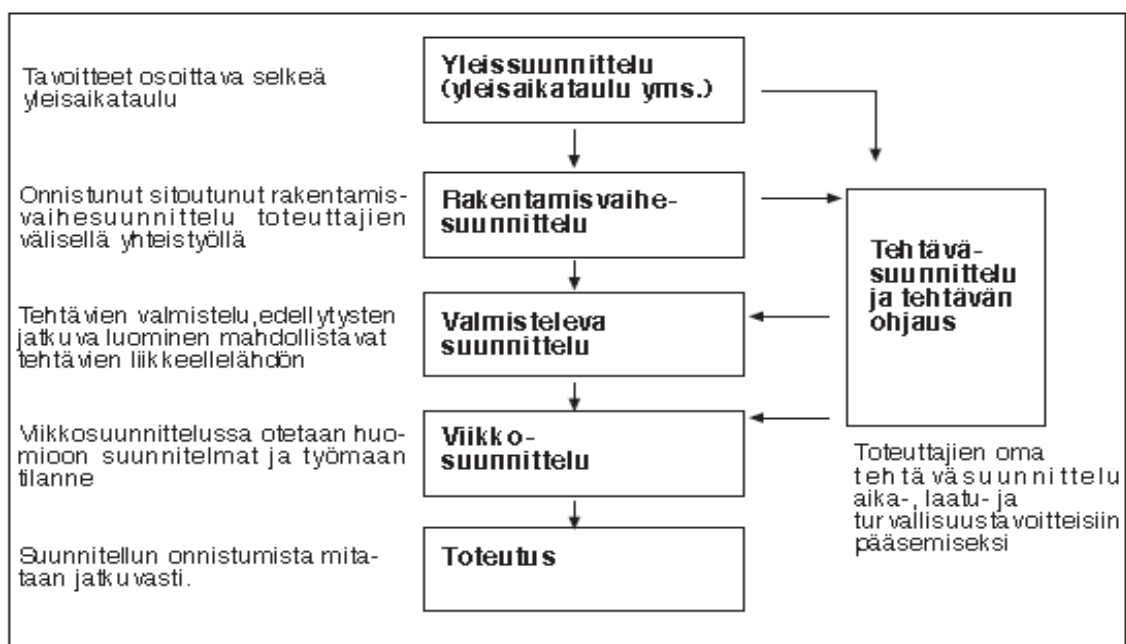 Tavoitteet osoittava selkeä
yleisaikataulu
Yleissuunnittelu
(yleisaikataulu yms.)
Onnistunut sitoutunut rakentamis-
vaihesuunnittelu toteuttajien
välisellä yhteistyöllä
Rakentamisvaihe-
suunnittelu
Tehtävä-
suunnittelu
ja tehtävän
ohjaus
Tehtävien valmistelu,edellytysten
jatkuva luominen mahdollistavat
tehtävien liikkeellelähdön
Valmisteleva
suunnittelu
Viikkosuunnittelussa otetaan huo-
mioon suunnitelmat ja työmaan
tilanne
Viikko-
suunnittelu
Toteuttajien oma
tehtäväsuunnittelu
aika-, laatu- ja
turvallisuustavoitteisiin
pääsemiseksi
Suunnitellun onnistumista mita-
taan jatkuvasti.
Toteutus